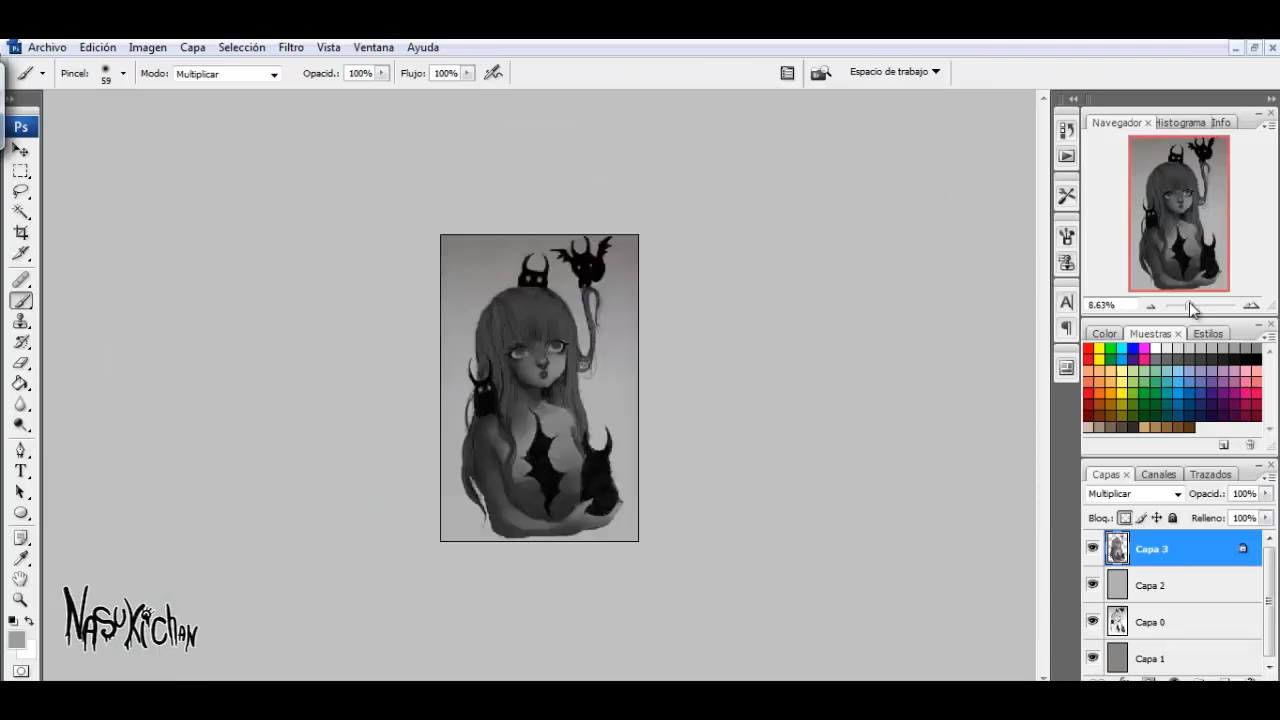 Ps Archivo Edición Imagen Capa Selección Filtro Vista Ventana Ayuda
Pincel: 59 Modo: Multiplicar Opacid.: 100% Flujo: 100% Espacio de trabajo
Ps
Navegador Histograma Info
8.63%
Color Muestras Estilos
Capas Canales Trazados
Multiplicar Opacid.: 100%
Bloq.: Relleno: 100%
Capa 3
Capa 2
Capa 0
Capa 1
NASUKiChAN